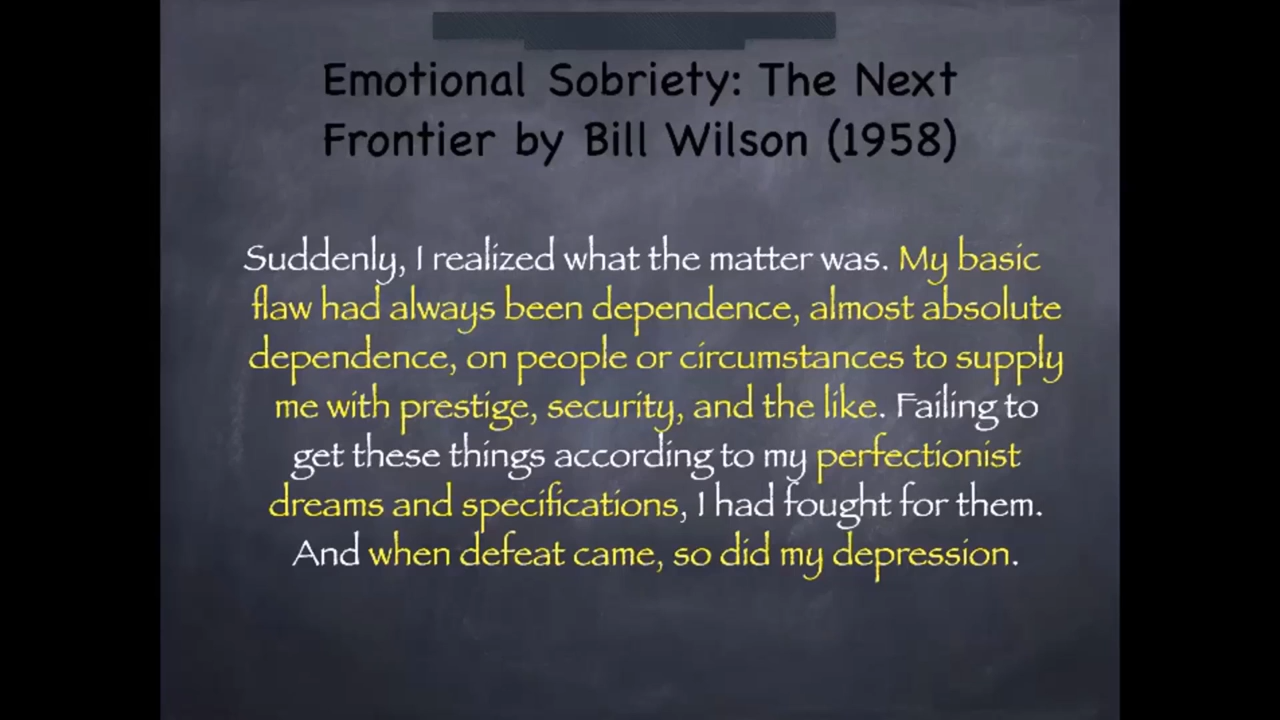 Emotional Sobriety: The Next
Frontier by Bill Wilson (1958)
Suddenly, I realized what the matter was. My basic
flaw had always been dependence, almost absolute
dependence, on people or circumstances to supply
me with prestige, security, and the like. Failing to
get these things according to my perfectionist
dreams and specifications, I had fought for them.
And when defeat came, so did my depression.